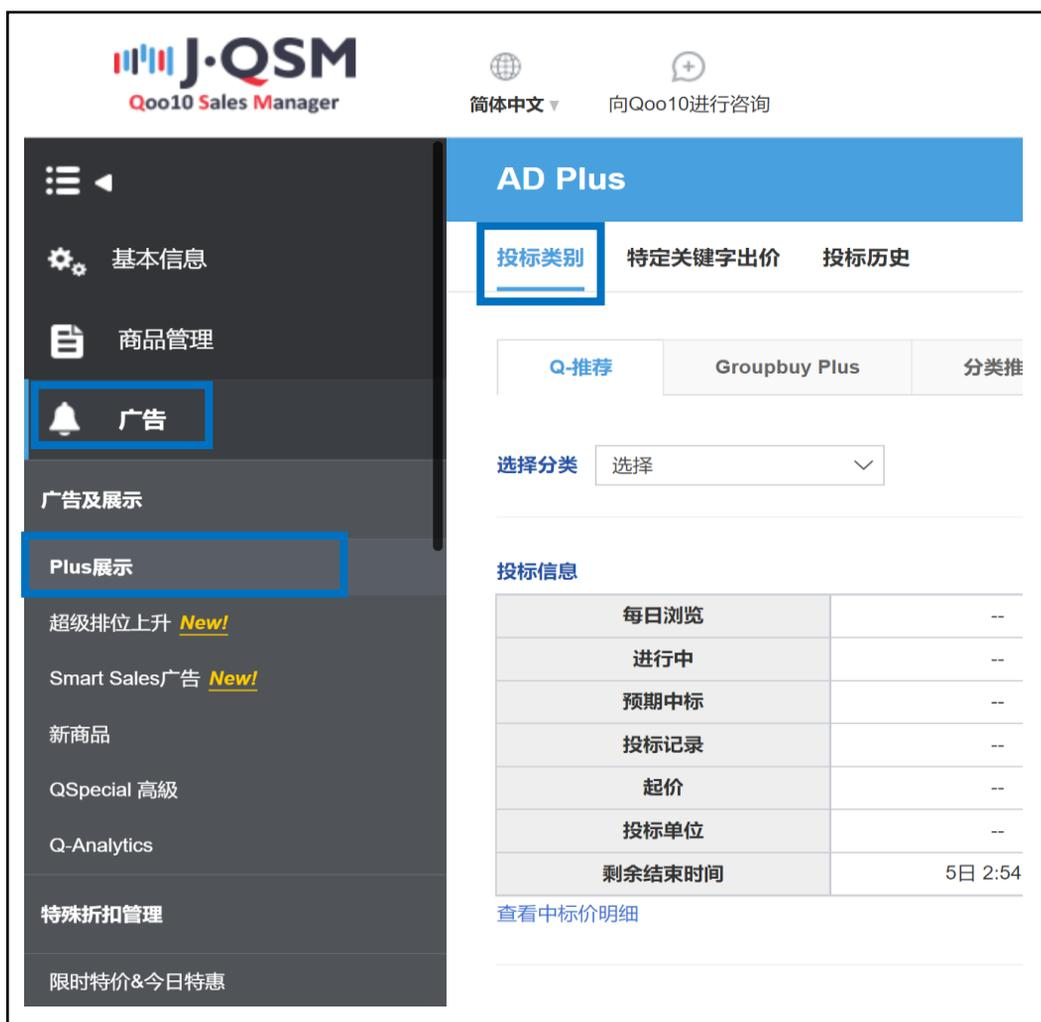 J·QSM
Qoo10 Sales Manager
简体中文
向Qoo10进行咨询
基本信息
商品管理
广告
广告及展示
Plus展示
超级排位上升 New!
Smart Sales广告 New!
新商品
QSpecial 高級
Q-Analytics
特殊折扣管理
限时特价&今日特惠
AD Plus
投标类别 特定关键字出价 投标历史
Q-推荐 Groupbuy Plus 分类推
选择分类 选择
投标信息
每日浏览 --
进行中 --
预期中标 --
投标记录 --
起价 --
投标单位 --
剩余结束时间 5日 2:54
查看中标价明细